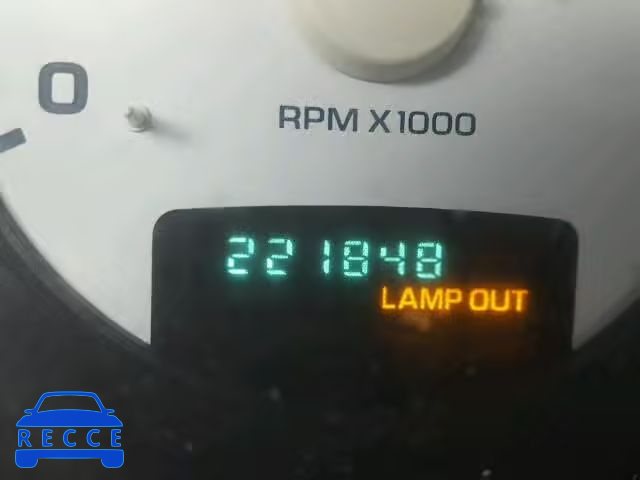 0
RPM X1000
221848
LAMP OUT
RECCE